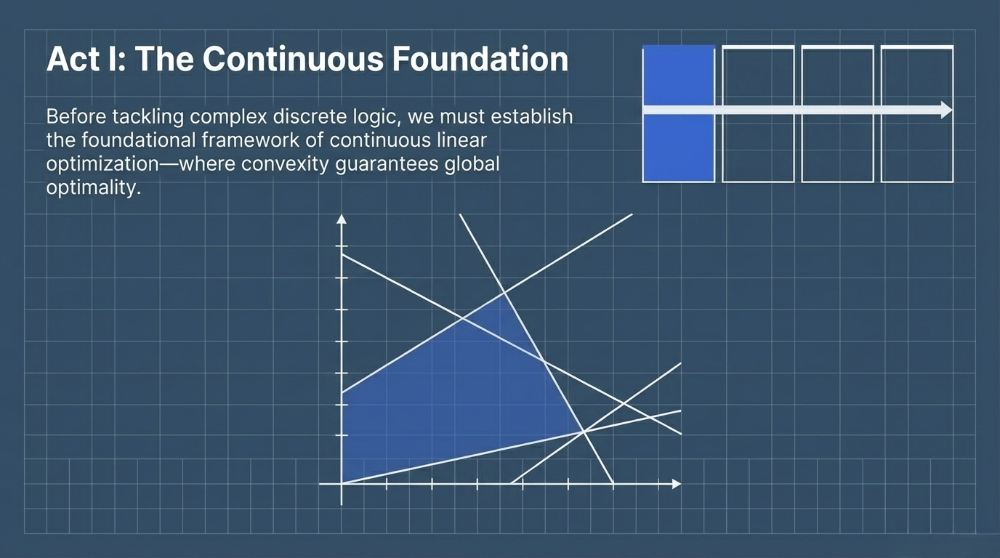 Act I: The Continuous Foundation
Before tackling complex discrete logic, we must establish
the foundational framework of continuous linear
optimization—where convexity guarantees global
optimality.